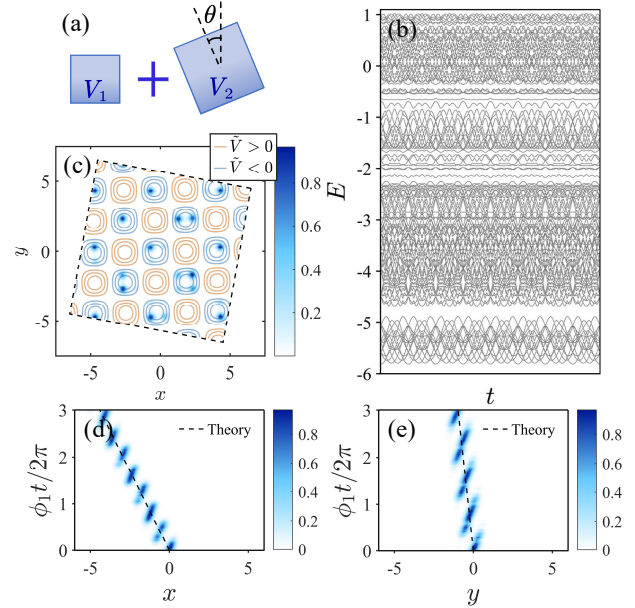 (a)
θ
V₁ + V₂
(b)
1
0
-1
-2
-3
-4
-5
-6
E
t
(c)
Ṽ > 0
Ṽ < 0
5
0
-5
y
-5
0
5
x
0.8
0.6
0.4
0.2
(d)
Theory
3
2
1
0
ϕ₁t/2π
-5
0
5
x
0.8
0.6
0.4
0.2
0
(e)
Theory
3
2
1
0
ϕ₁t/2π
-5
0
5
y
0.8
0.6
0.4
0.2
0